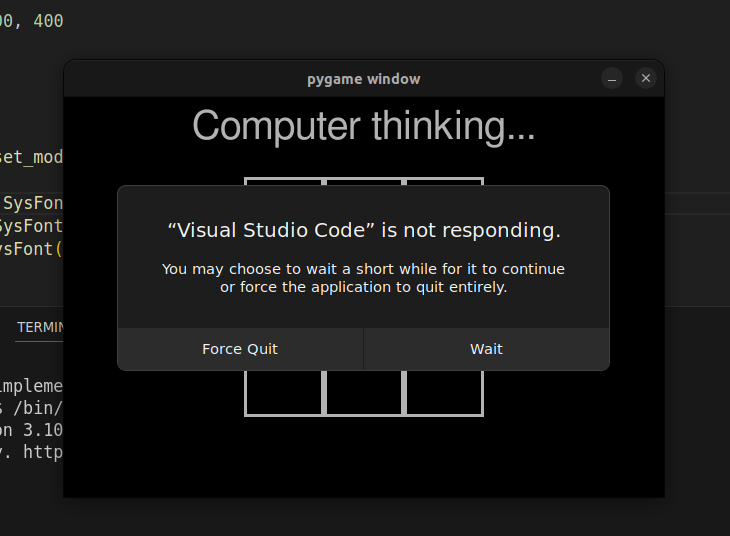 00, 400
pygame window
Computer thinking...
set_mod
SysFon
SysFont
ysFont(
“Visual Studio Code” is not responding.
You may choose to wait a short while for it to continue
or force the application to quit entirely.
Force Quit
Wait
TERMIN
impleme
$ /bin/
on 3.10
y. http